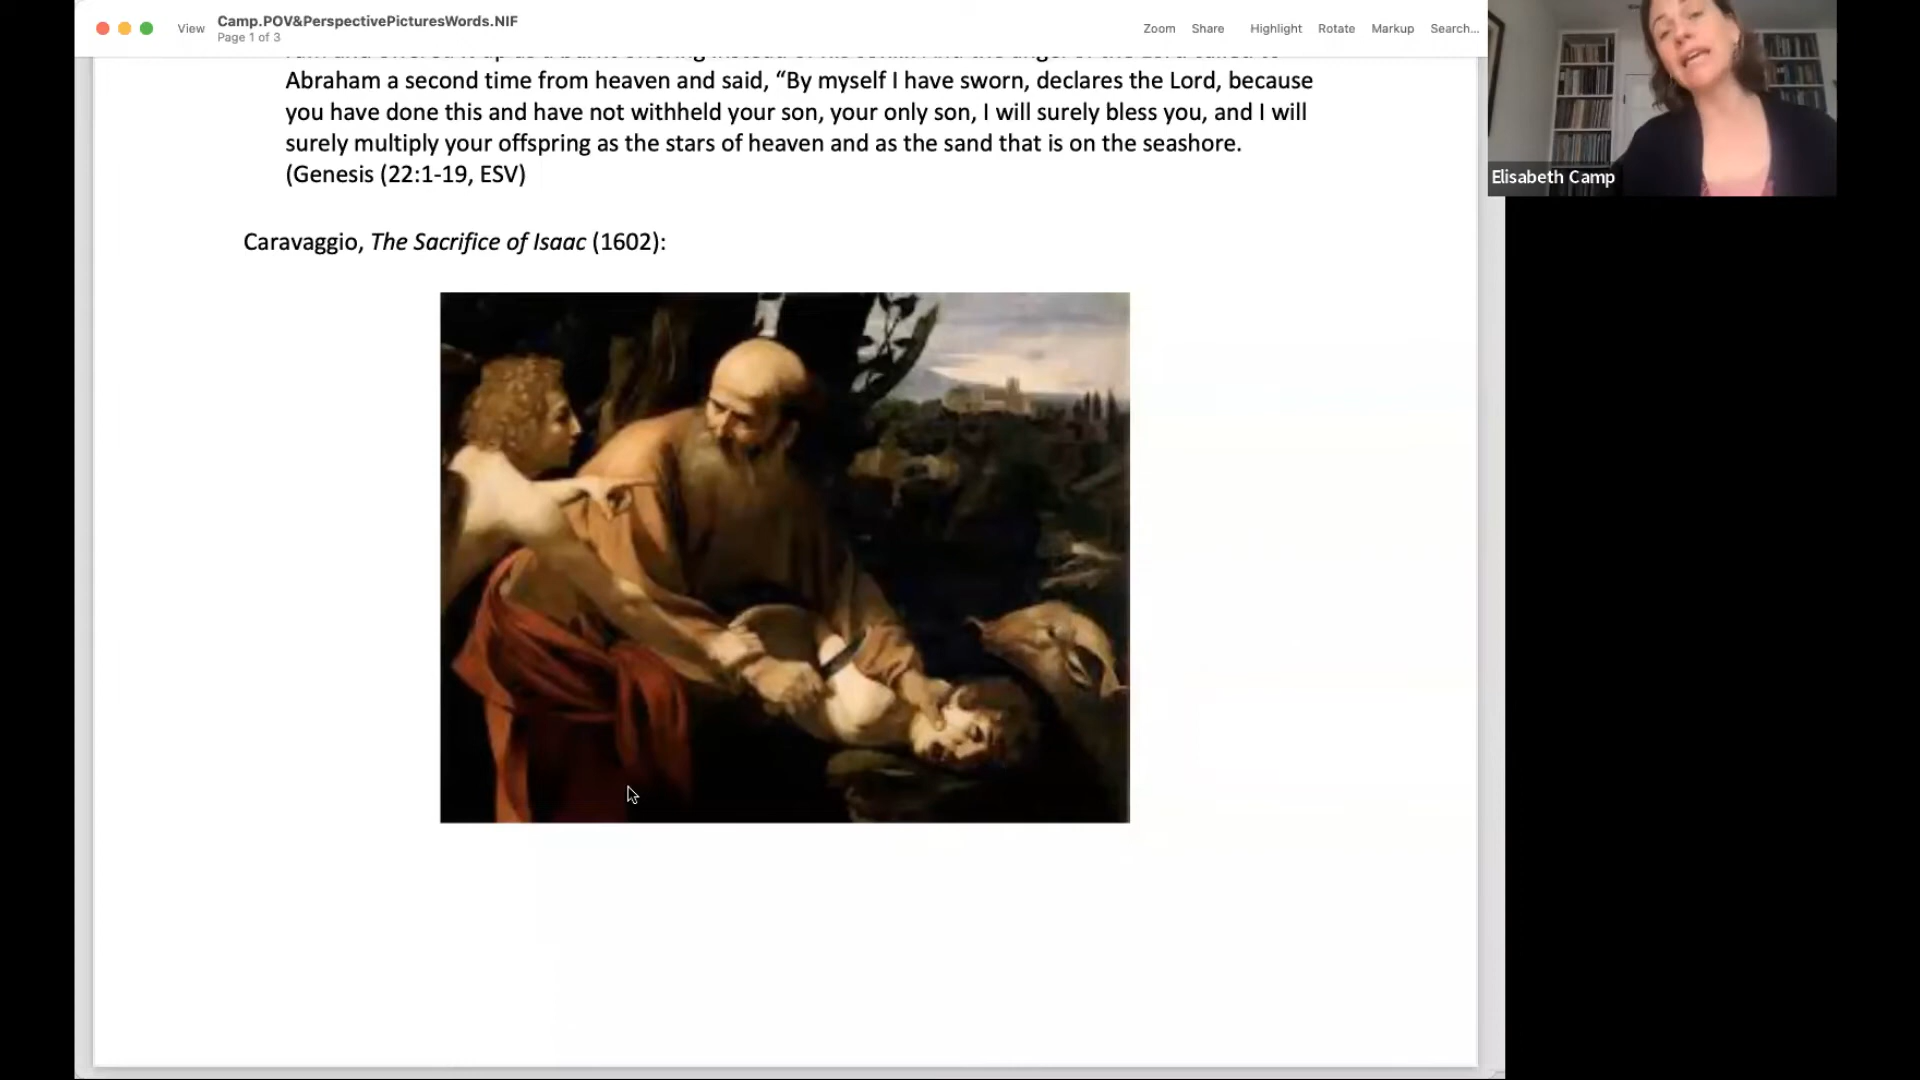 Camp.POV&PerspectivePicturesWords.NIF
View
Page 1 of 3
Zoom Share Highlight Rotate Markup Search...
Abraham a second time from heaven and said, “By myself I have sworn, declares the Lord, because
you have done this and have not withheld your son, your only son, I will surely bless you, and I will
surely multiply your offspring as the stars of heaven and as the sand that is on the seashore.
(Genesis (22:1-19, ESV)
Elisabeth Camp
Caravaggio, The Sacrifice of Isaac (1602):